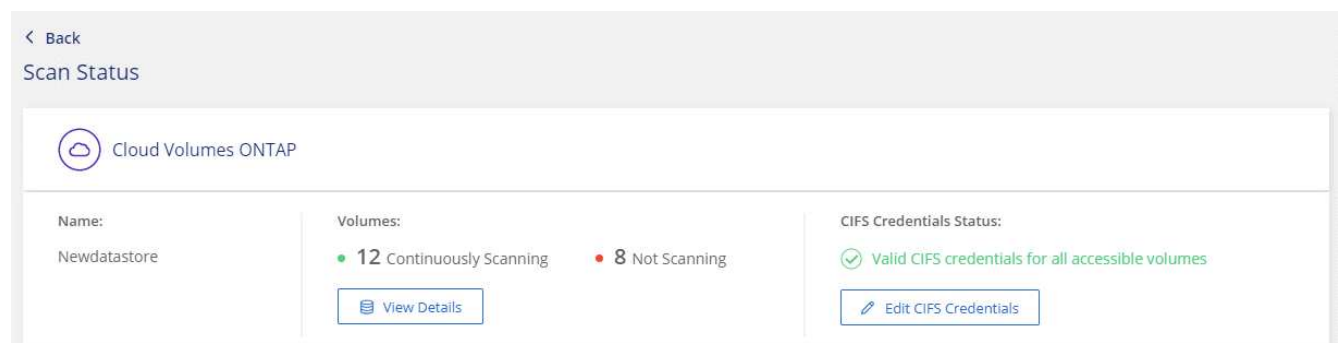 Back
Scan Status
Cloud Volumes ONTAP
Name:
Newdatastore
Volumes:
12 Continuously Scanning
8 Not Scanning
View Details
CIFS Credentials Status:
Valid CIFS credentials for all accessible volumes
Edit CIFS Credentials